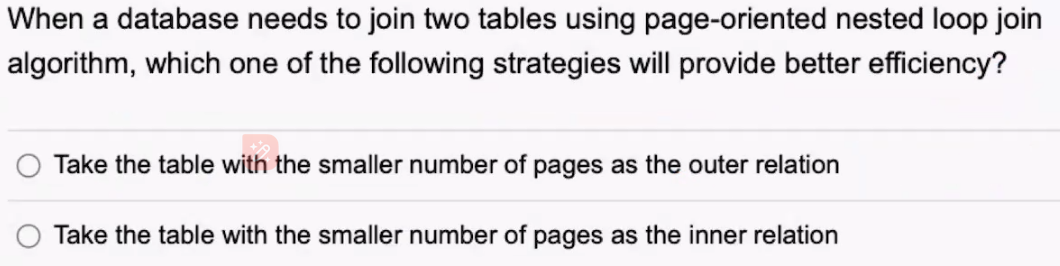 When a database needs to join two tables using page-oriented nested loop join
algorithm, which one of the following strategies will provide better efficiency?
Take the table with the smaller number of pages as the outer relation
Take the table with the smaller number of pages as the inner relation